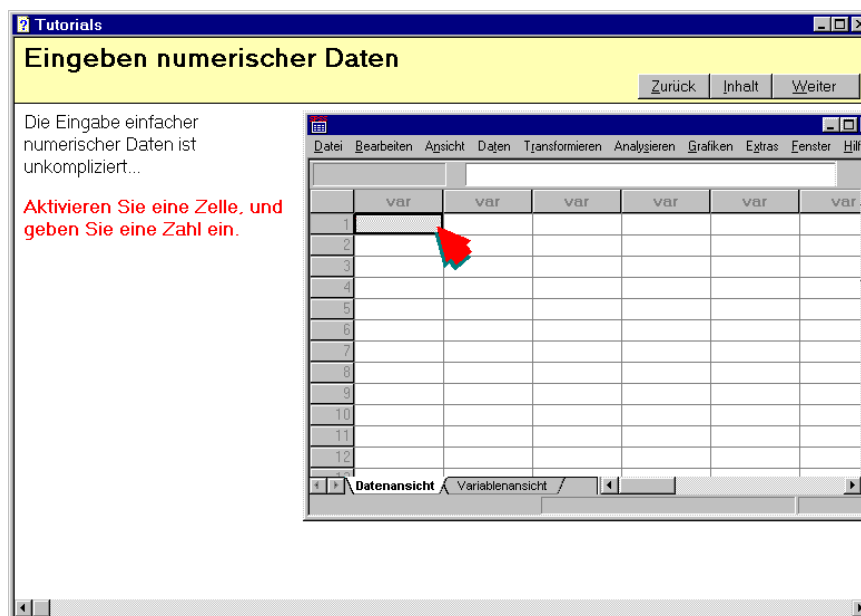 Tutorials
Eingeben numerischer Daten
Zurück Inhalt Weiter
Die Eingabe einfacher
numerischer Daten ist
unkompliziert...
Aktivieren Sie eine Zelle, und
geben Sie eine Zahl ein.
Datei Bearbeiten Ansicht Daten Transformieren Analysieren Grafiken Extras Fenster Hilf
var var var var var
1
2
3
4
5
6
7
8
9
10
11
12
13
Datenansicht Variablenansicht